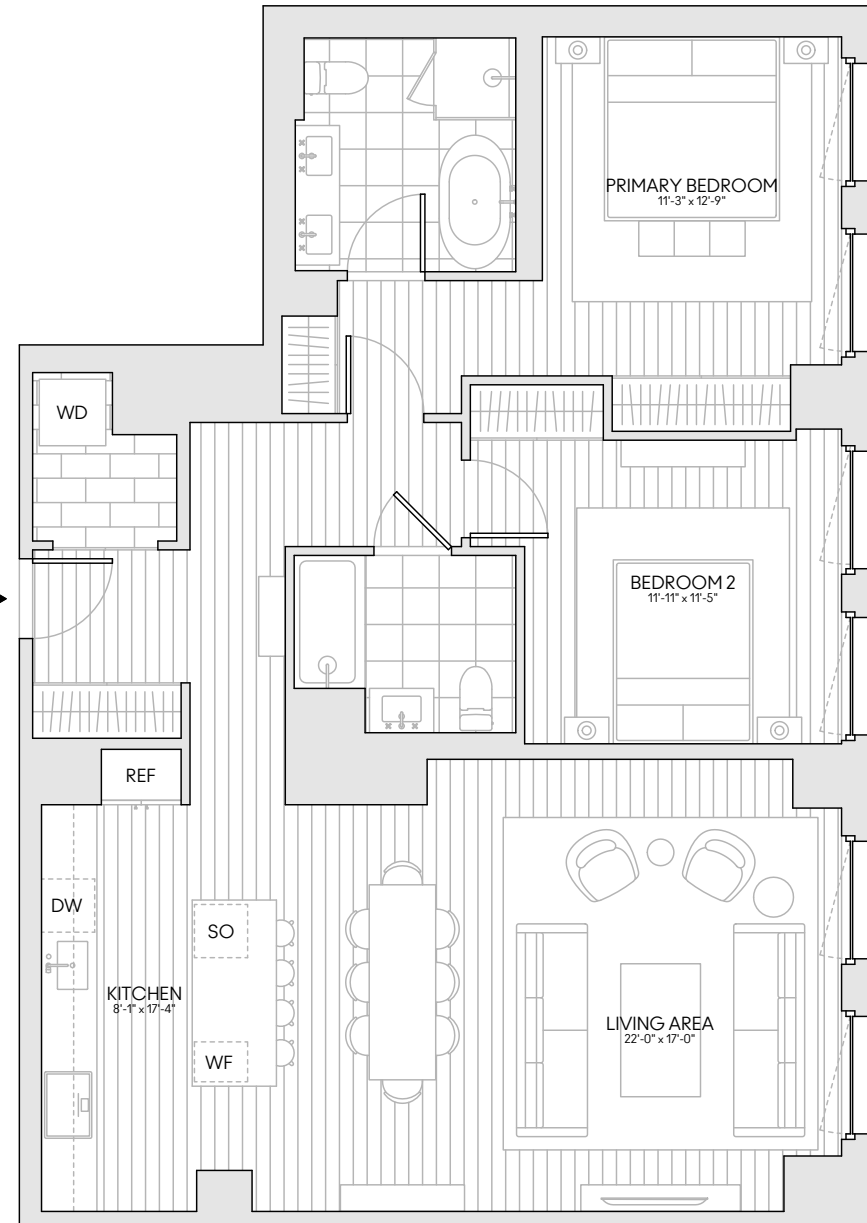 PRIMARY BEDROOM
11'-3" x 12'-9"
WD
BEDROOM 2
11'-11" x 11'-5"
REF
DW
SO
KITCHEN
8'-1" x 17'-4"
LIVING AREA
22'-0" x 17'-0"
WF